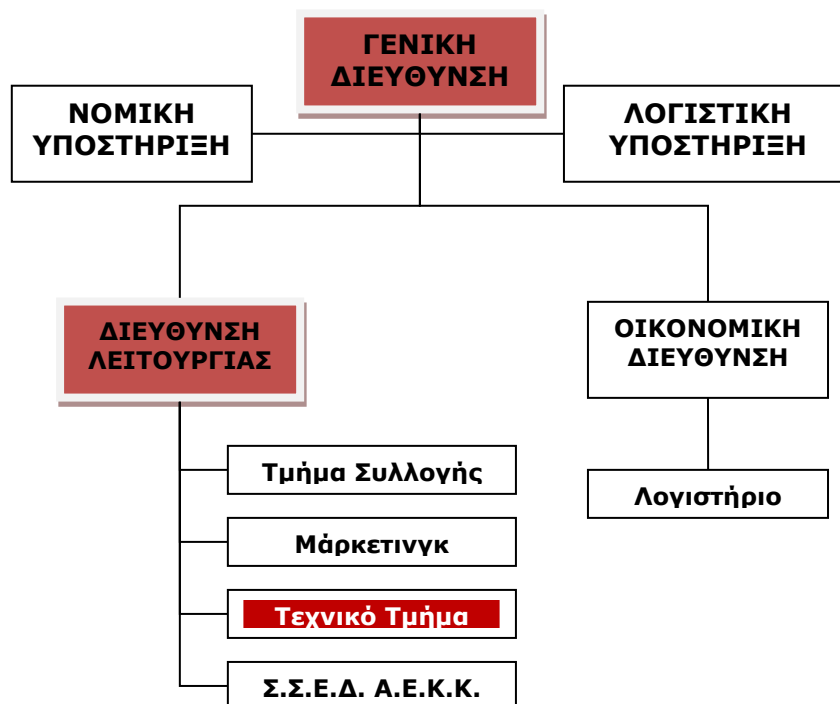 ΓΕΝΙΚΗ
ΔΙΕΥΘΥΝΣΗ
ΝΟΜΙΚΗ
ΥΠΟΣΤΗΡΙΞΗ
ΛΟΓΙΣΤΙΚΗ
ΥΠΟΣΤΗΡΙΞΗ
ΔΙΕΥΘΥΝΣΗ
ΛΕΙΤΟΥΡΓΙΑΣ
ΟΙΚΟΝΟΜΙΚΗ
ΔΙΕΥΘΥΝΣΗ
Τμήμα Συλλογής
Μάρκετινγκ
Τεχνικό Τμήμα
Σ.Σ.Ε.Δ. Α.Ε.Κ.Κ.
Λογιστήριο